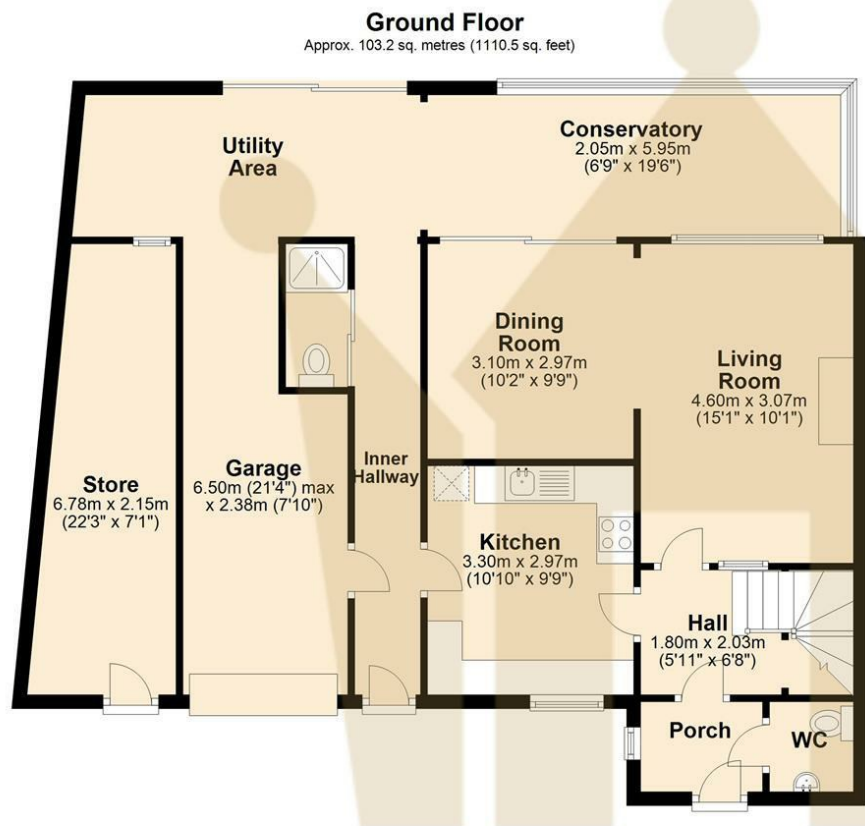 Ground Floor
Approx. 103.2 sq. metres (1110.5 sq. feet)
Utility
Area
Conservatory
2.05m x 5.95m
(6'9" x 19'6")
Dining
Room
3.10m x 2.97m
(10'2" x 9'9")
Living
Room
4.60m x 3.07m
(15'1" x 10'1")
Store
6.78m x 2.15m
(22'3" x 7'1")
Garage
6.50m (21'4") max
x 2.38m (7'10")
Inner
Hallway
Kitchen
3.30m x 2.97m
(10'10" x 9'9")
Hall
1.80m x 2.03m
(5'11" x 6'8")
Porch
WC